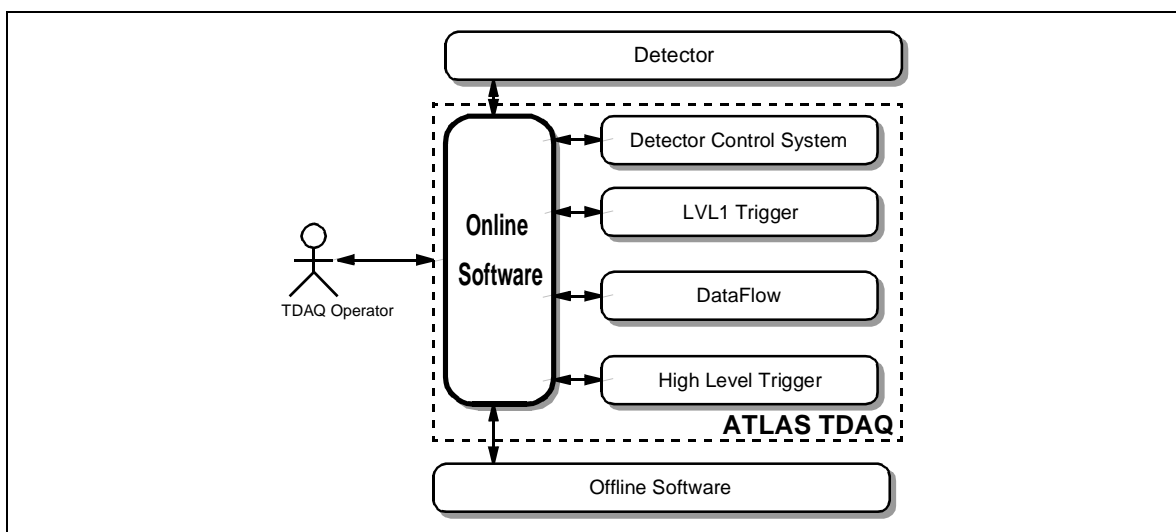 Detector
Detector Control System
LVL1 Trigger
Online
Software
TDAQ Operator
DataFlow
High Level Trigger
ATLAS TDAQ
Offline Software